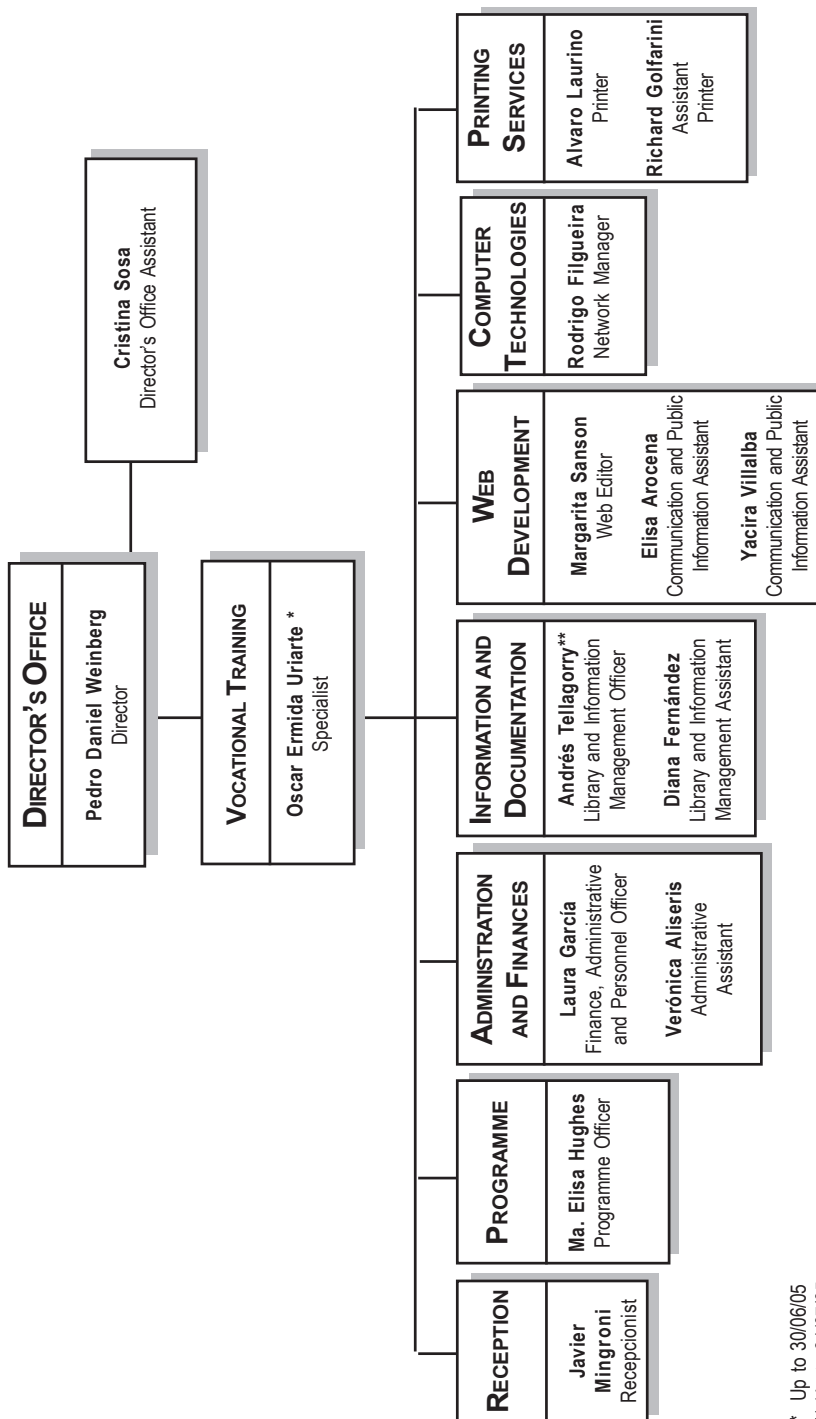 DIRECTOR'S OFFICE
Pedro Daniel Weinberg
Director
Cristina Sosa
Director's Office Assistant
VOCATIONAL TRAINING
Oscar Ermida Uriarte *
Specialist
RECEPTION
Javier
Mingroni
Recepcionist
PROGRAMME
Ma. Elisa Hughes
Programme Officer
ADMINISTRATION
AND FINANCES
Laura García
Finance, Administrative
and Personnel Officer
Verónica Aliseris
Administrative
Assistant
INFORMATION AND
DOCUMENTATION
Andrés Tellagorry**
Library and Information
Management Officer
Diana Fernández
Library and Information
Management Assistant
WEB
DEVELOPMENT
Margarita Sanson
Web Editor
Elisa Arocena
Communication and Public
Information Assistant
Yacira Villalba
Communication and Public
Information Assistant
COMPUTER
TECHNOLOGIES
Rodrigo Filgueira
Network Manager
PRINTING
SERVICES
Alvaro Laurino
Printer
Richard Golfarini
Assistant
Printer
* Up to 30/06/05